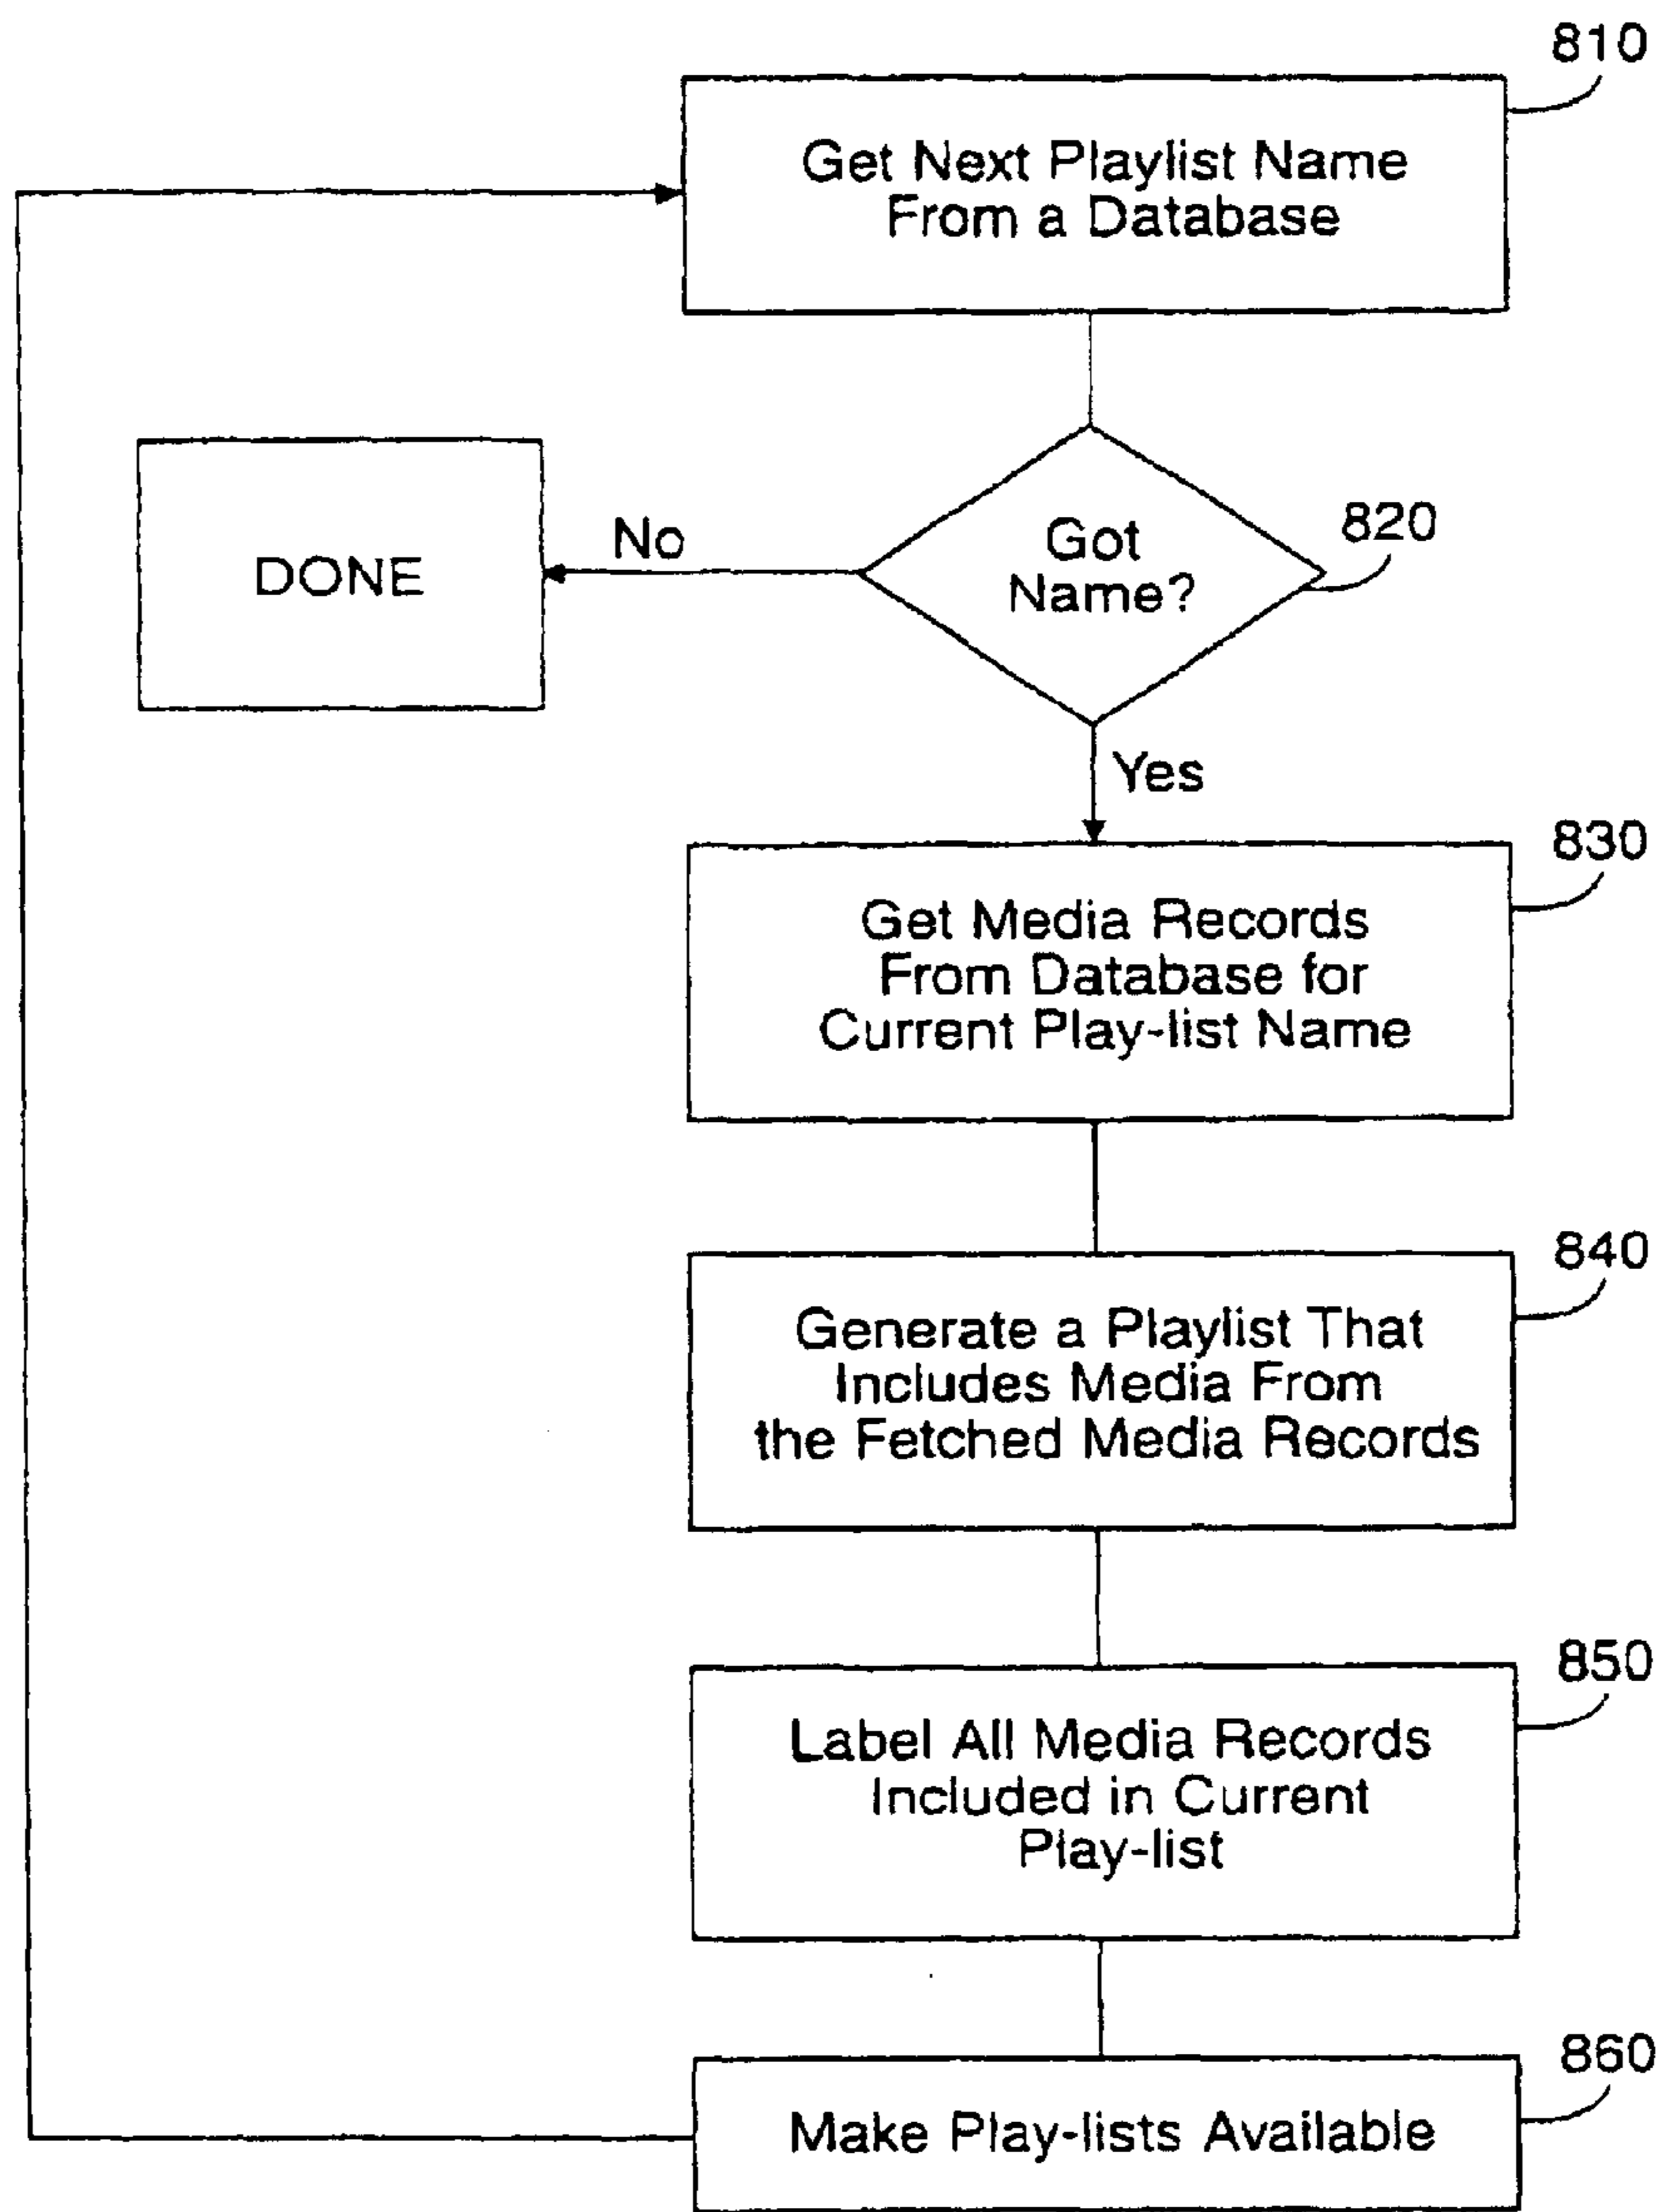 810
Get Next Playlist Name
From a Database
Got
Name?
820
No
DONE
Yes
830
Get Media Records
From Database for
Current Play-list Name
840
Generate a Playlist That
Includes Media From
the Fetched Media Records
850
Label All Media Records
Included in Current
Play-list
860
Make Play-lists Available